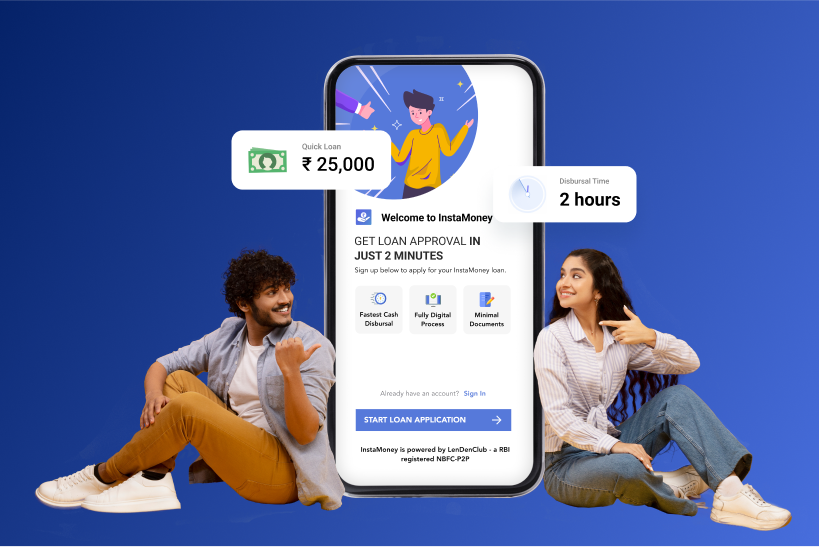 Quick Loan
₹ 25,000
Disbursal Time
2 hours
Welcome to InstaMoney
GET LOAN APPROVAL IN
JUST 2 MINUTES
Sign up below to apply for your InstaMoney loan.
Fastest Cash
Disbursal
Fully Digital
Process
Minimal
Documents
Already have an account? Sign In
START LOAN APPLICATION
InstaMoney is powered by LenDenClub - a RBI
registered NBFC-P2P